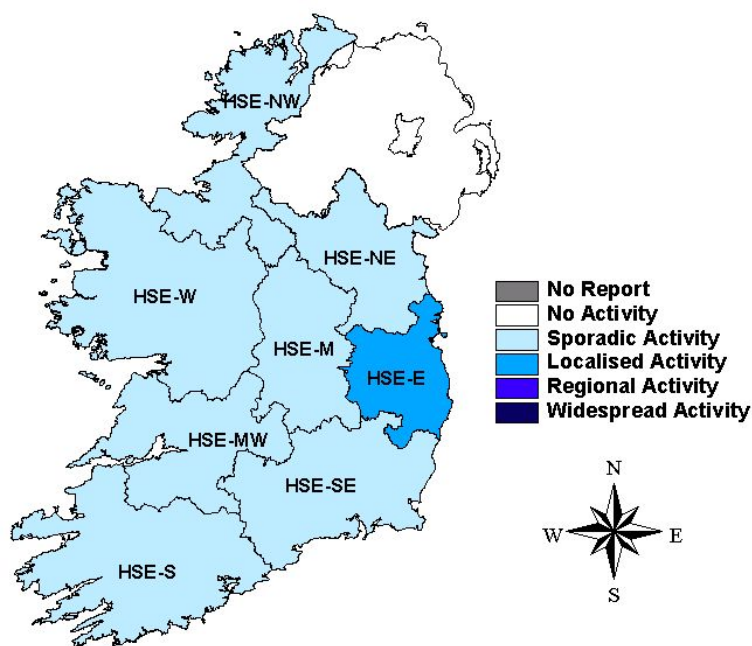 HSE-NW
HSE-NE
HSE-W
HSE-M
HSE-E
HSE-MW
HSE-SE
HSE-S
No Report
No Activity
Sporadic Activity
Localised Activity
Regional Activity
Widespread Activity
N
W E
S